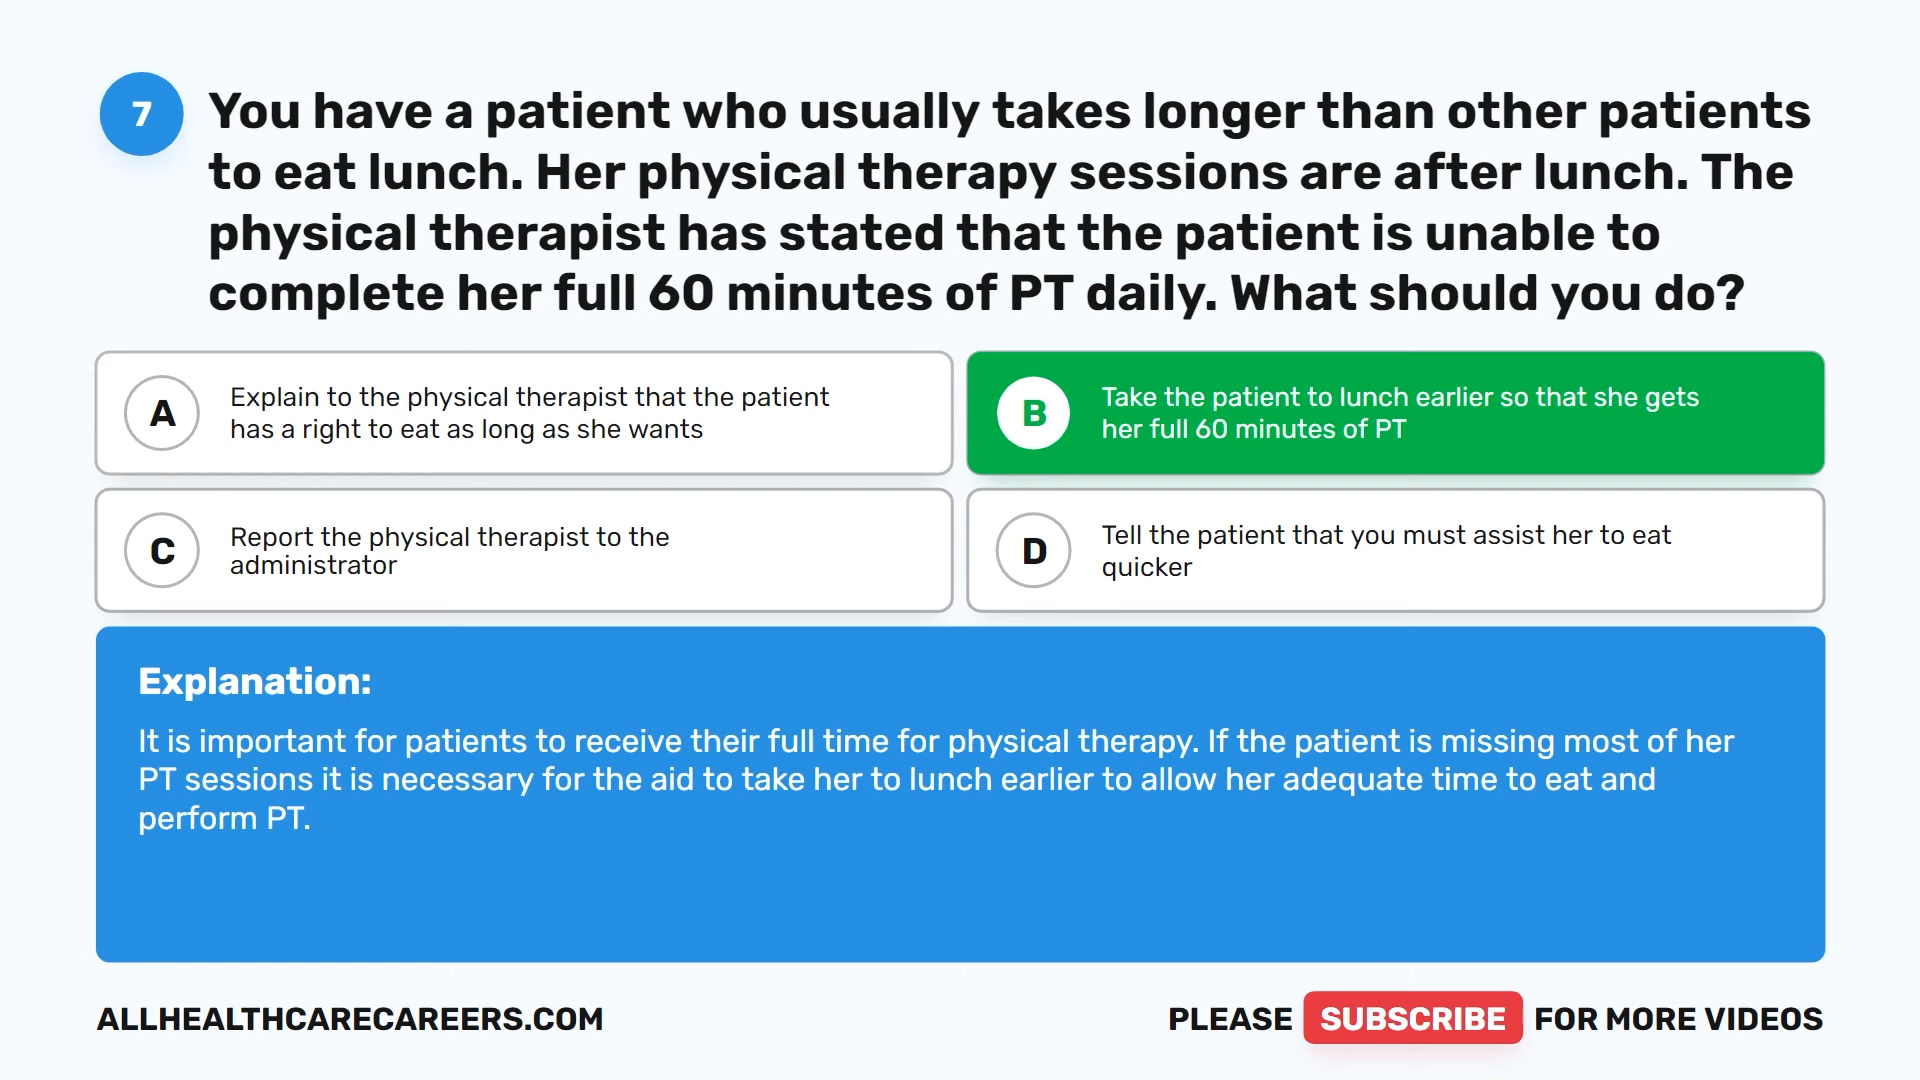 7
You have a patient who usually takes longer than other patients
to eat lunch. Her physical therapy sessions are after lunch. The
physical therapist has stated that the patient is unable to
complete her full 60 minutes of PT daily. What should you do?
A
Explain to the physical therapist that the patient
has a right to eat as long as she wants
B
Take the patient to lunch earlier so that she gets
her full 60 minutes of PT
C
Report the physical therapist to the
administrator
D
Tell the patient that you must assist her to eat
quicker
Explanation:
It is important for patients to receive their full time for physical therapy. If the patient is missing most of her
PT sessions it is necessary for the aid to take her to lunch earlier to allow her adequate time to eat and
perform PT.
ALLHEALTHCARECAREERS.COM
PLEASE SUBSCRIBE FOR MORE VIDEOS